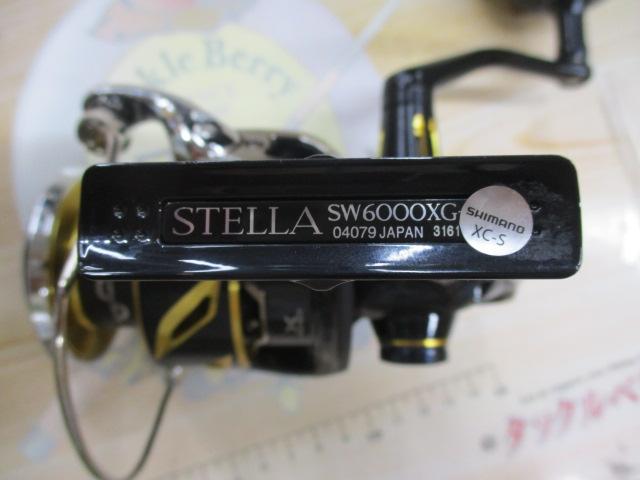 kle Berry
STELLA SW6000XG
04079 JAPAN 3161
SHIMANO
XC-S
タックルベ